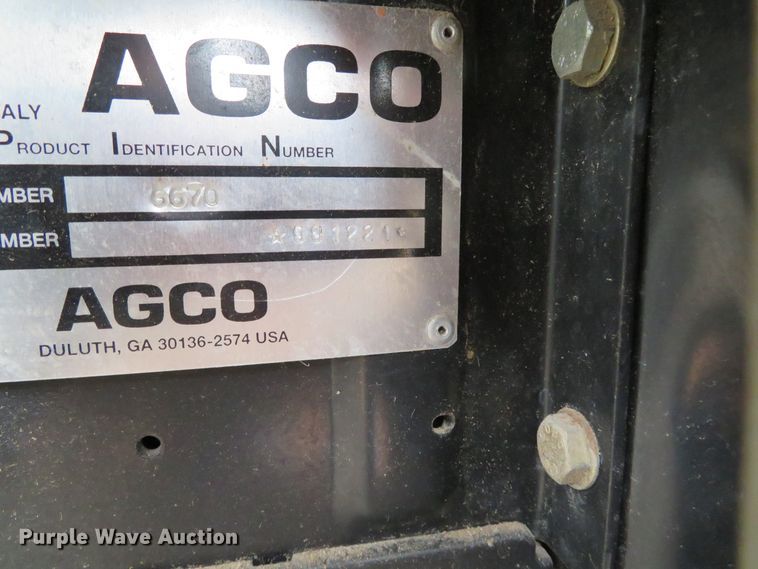 AGCO
ALY
PRODUCT IDENTIFICATION NUMBER
MBER 6670
MBER
AGCO
DULUTH, GA 30136-2574 USA
Purple Wave Auction